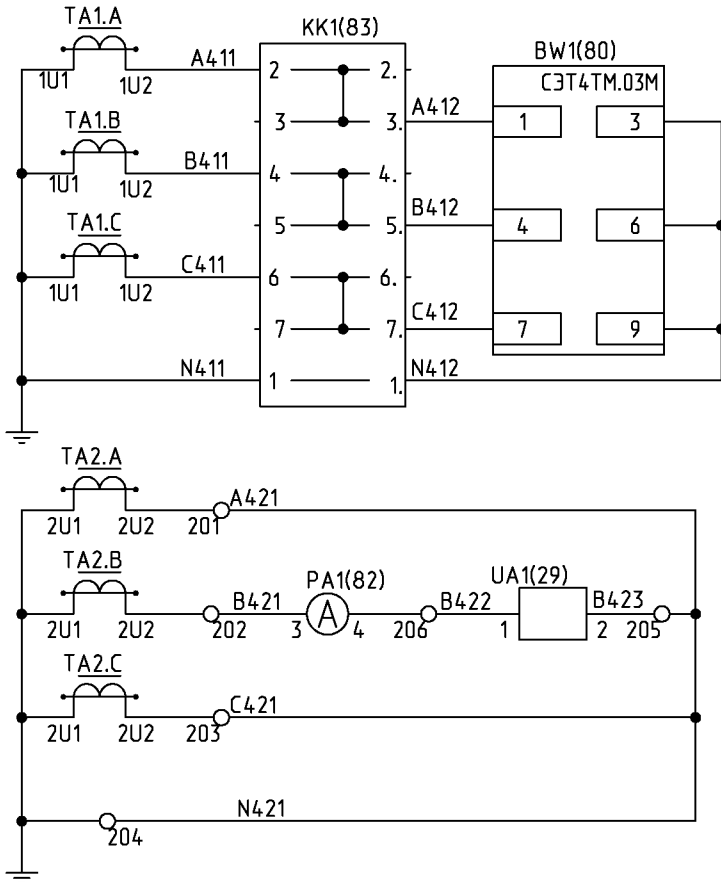 TA1.A
KK1(83)
BW1(80)
A411
2
2.
СЭТ4ТМ.03М
1U1
1U2
A412
3
3.
1
3
TA1.B
B411
4
4.
1U1
1U2
B412
5
5.
4
6
TA1.C
C411
6
6.
1U1
1U2
C412
7
7.
7
9
N411
1
1.
N412
TA2.A
A421
2U1
2U2
201
TA2.B
PA1(82)
UA1(29)
B421
A
B422
B423
2U1
2U2
202
3
4
206
1
2
205
TA2.C
C421
2U1
2U2
203
N421
204